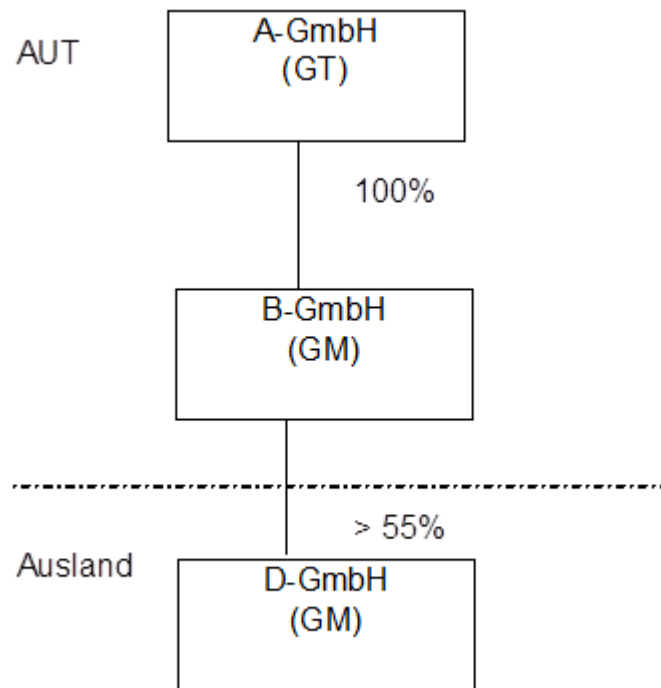 AUT
A-GmbH
(GT)
100%
B-GmbH
(GM)
> 55%
Ausland
D-GmbH
(GM)